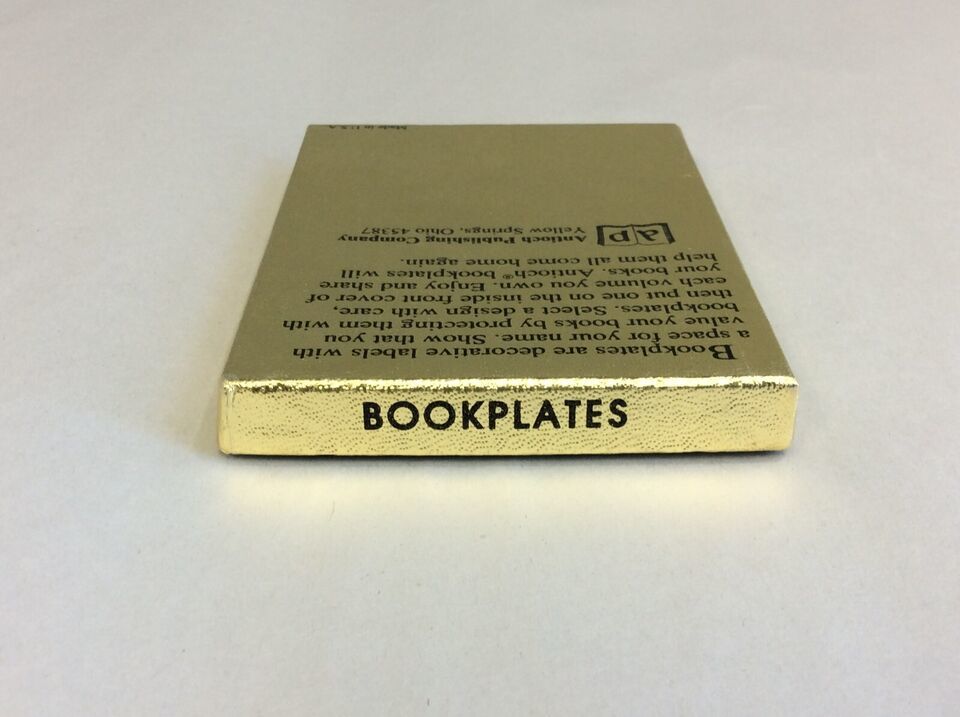 BOOKPLATES
Bookplates are decorative labels with
a space for your name. Show that you
value your books by protecting them with
bookplates. Select a design with care,
then put one on the inside front cover of
each volume you own. Enjoy and share
your books. Antioch® bookplates will
help them all come home again.
ap
Antioch Publishing Company
Yellow Springs, Ohio 45387
Made in U.S.A.